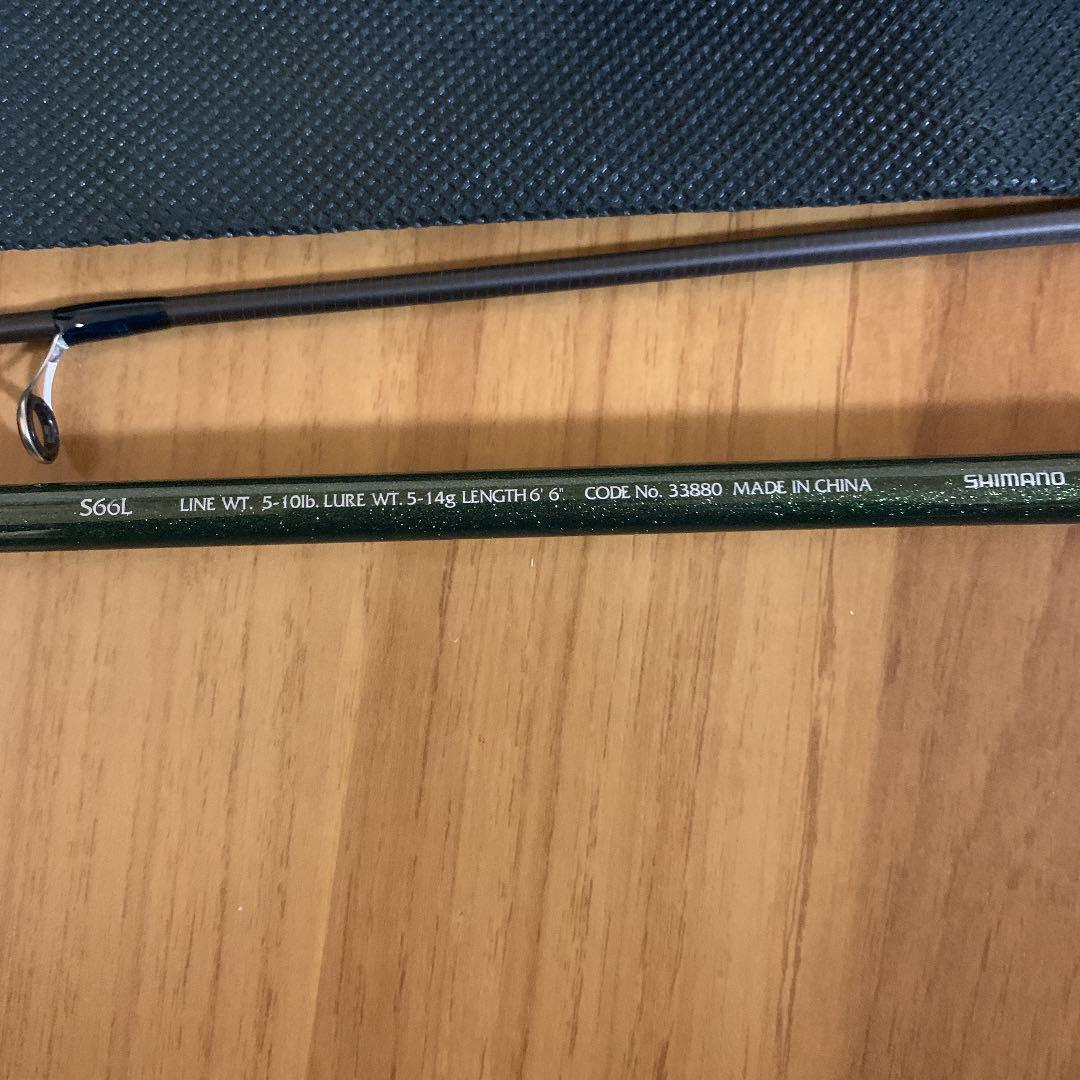 S66L LINE WT. 5-10lb. LURE WT. 5-14g LENGTH 6' 6" CODE No. 33880 MADE IN CHINA SHIMANO